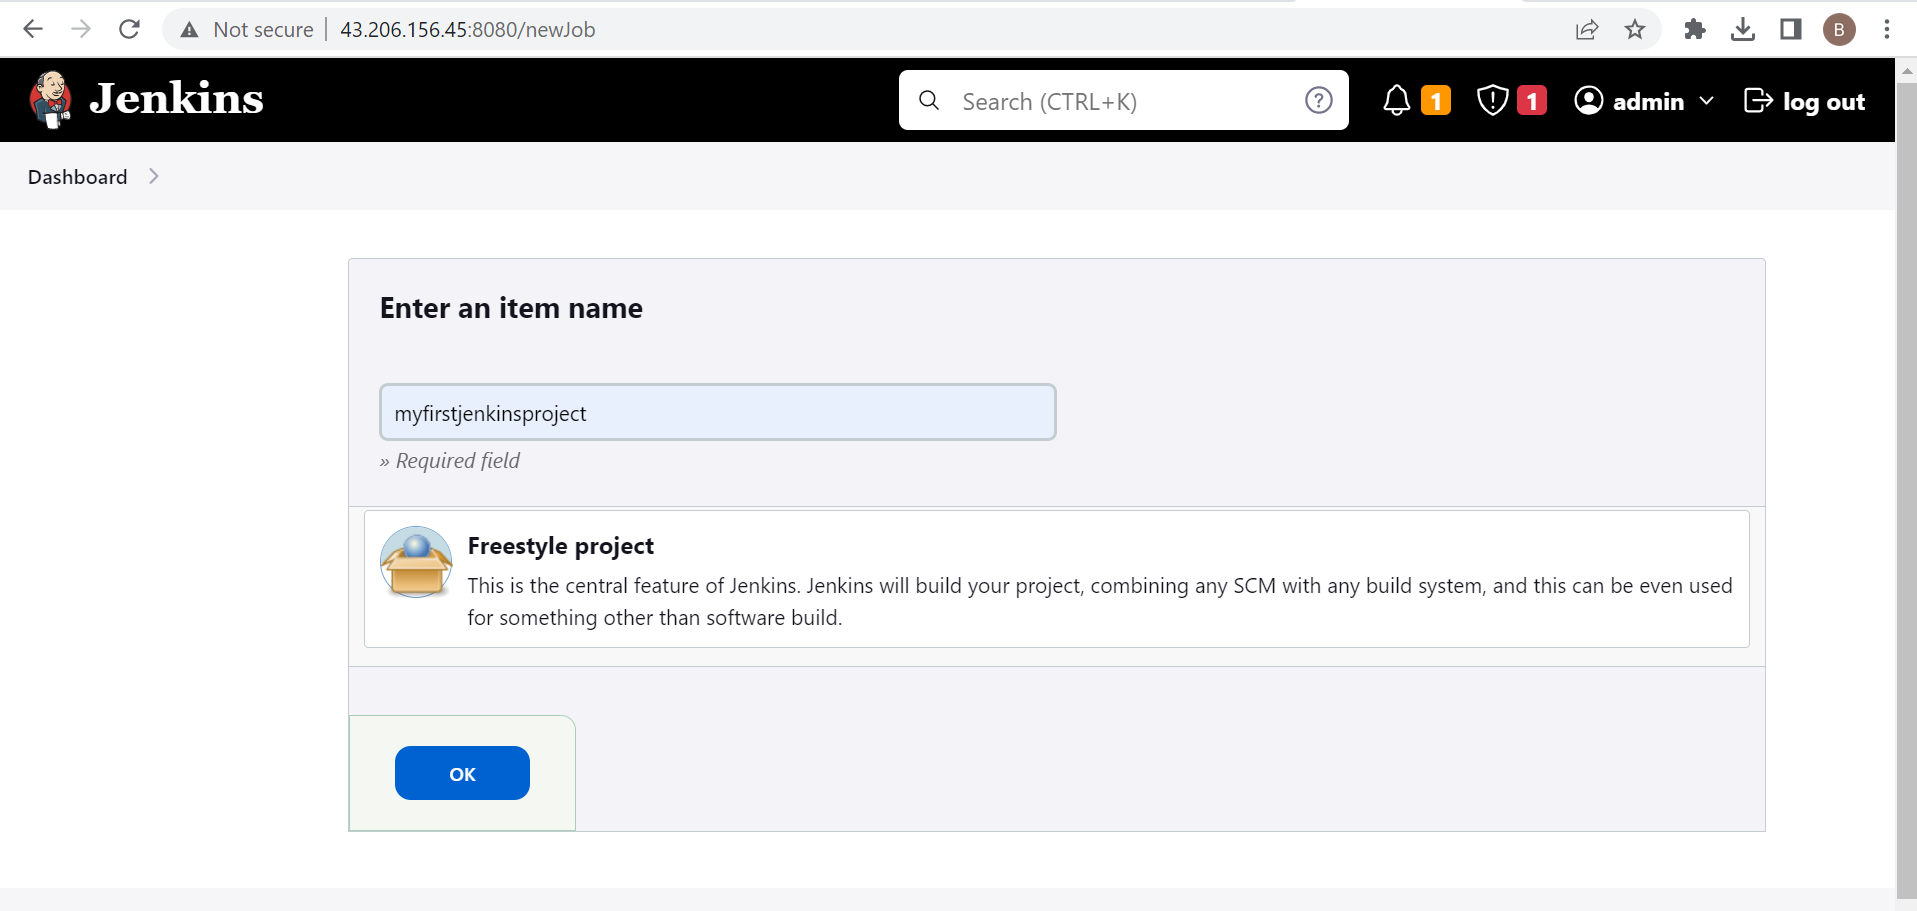 Not secure | 43.206.156.45:8080/newJob
B
Jenkins
Search (CTRL+K)
?
1
1
admin
log out
Dashboard
Enter an item name
myfirstjenkinsproject
» Required field
Freestyle project
This is the central feature of Jenkins. Jenkins will build your project, combining any SCM with any build system, and this can be even used
for something other than software build.
OK